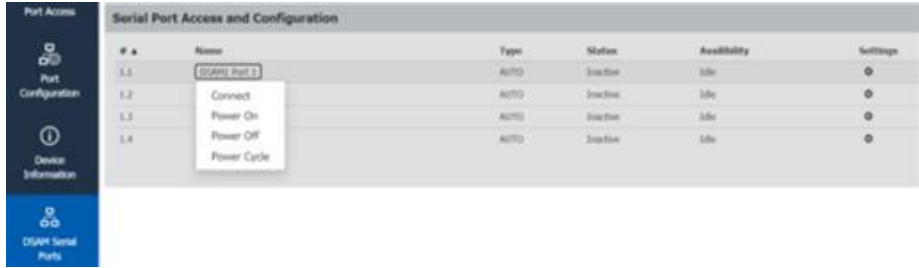 Port Access
Serial Port Access and Configuration
# ▲ Name Type Status Availibility Settings
1.1 DSAM1 Port 1 AUTO Inactive Idle
Port
Configuration
1.2 AUTO Inactive Idle
1.3 AUTO Inactive Idle
1.4 AUTO Inactive Idle
Connect
Power On
Power Off
Power Cycle
Device
Information
DSAM Serial
Ports